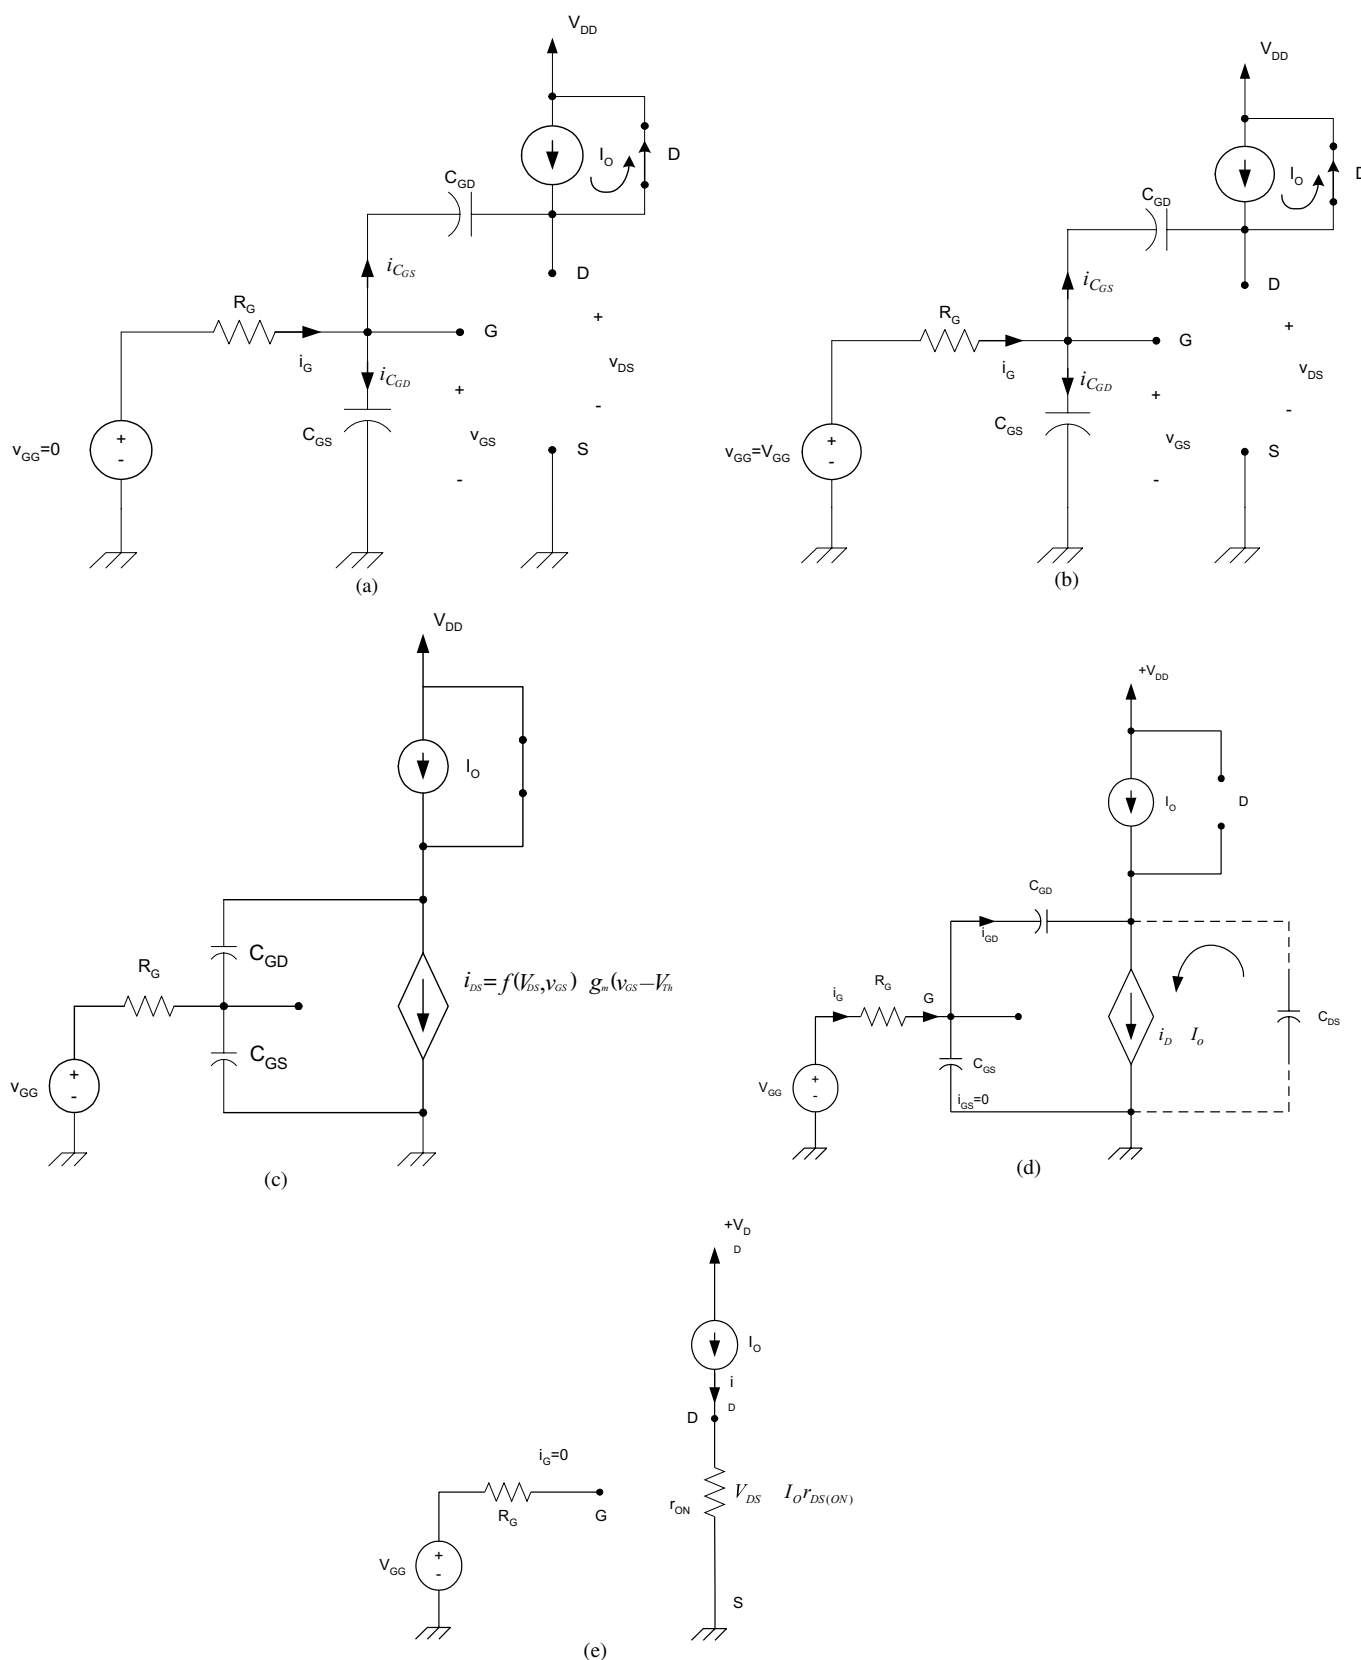 V_DD
I_O
D
C_GD
i_CGS
D
R_G
+
G
i_G
i_CGD
v_DS
+
-
C_GS
v_GS
+
v_GG=0
-
S
-
(a)
V_DD
I_O
D
C_GD
i_CGS
D
R_G
+
G
i_G
i_CGD
v_DS
+
-
C_GS
v_GS
+
v_GG=V_GG
-
S
-
(b)
V_DD
I_O
C_GD
R_G
i_DS=f(V_DS,v_GS) g_m(v_GS–V_Th
C_GS
+
v_GG
-
(c)
+V_DD
I_O
D
C_GD
i_GD
i_G
R_G
G
C_DS
i_D I_o
C_GS
+
V_GG
-
i_GS=0
(d)
+V_D
D
I_O
i
D
D
i_G=0
V_DS I_O r_DS(ON)
r_ON
R_G
G
+
V_GG
-
S
(e)